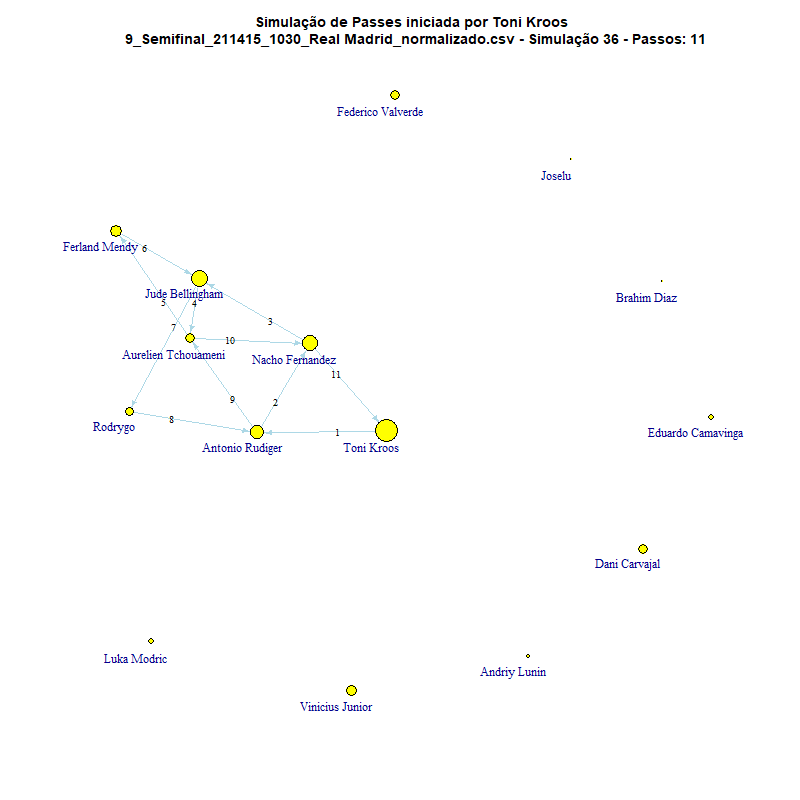 Simulação de Passes iniciada por Toni Kroos
9_Semifinal_211415_1030_Real Madrid_normalizado.csv - Simulação 36 - Passos: 11
Federico Valverde
Joselu
Ferland Mendy
6
Brahim Diaz
Jude Bellingham
5
4
3
7
Aurelien Tchouameni
10
Nacho Fernandez
11
9
2
Rodrygo
8
1
Antonio Rudiger
Toni Kroos
Eduardo Camavinga
Dani Carvajal
Luka Modric
Andriy Lunin
Vinicius Junior